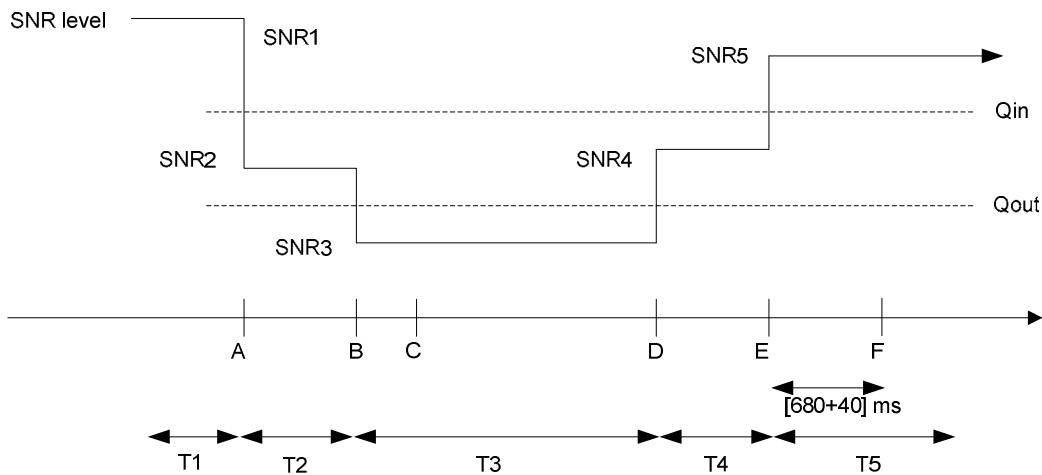 SNR level
SNR1
SNR5
Qin
SNR2
SNR4
Qout
SNR3
A
B
C
D
E
F
[680+40] ms
T1
T2
T3
T4
T5